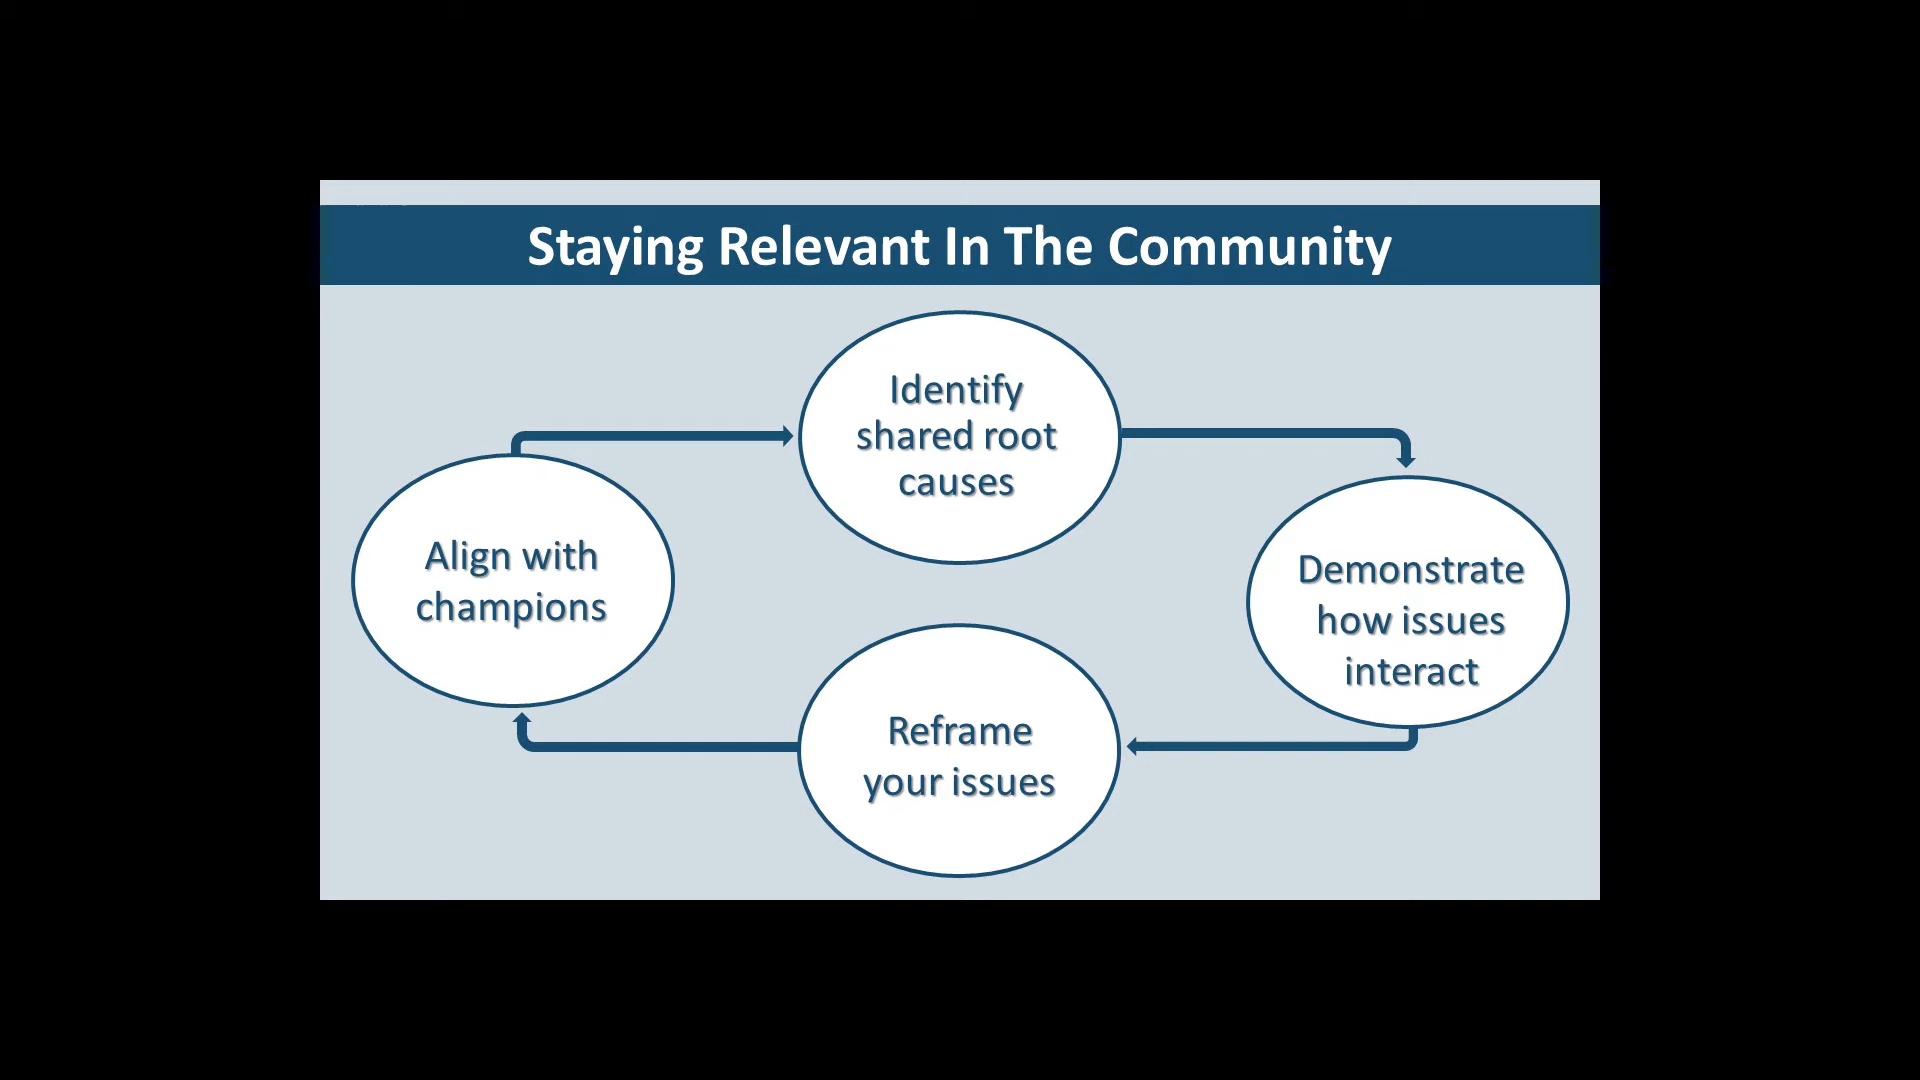 Staying Relevant In The Community
Identify
shared root
causes
Align with
champions
Demonstrate
how issues
interact
Reframe
your issues